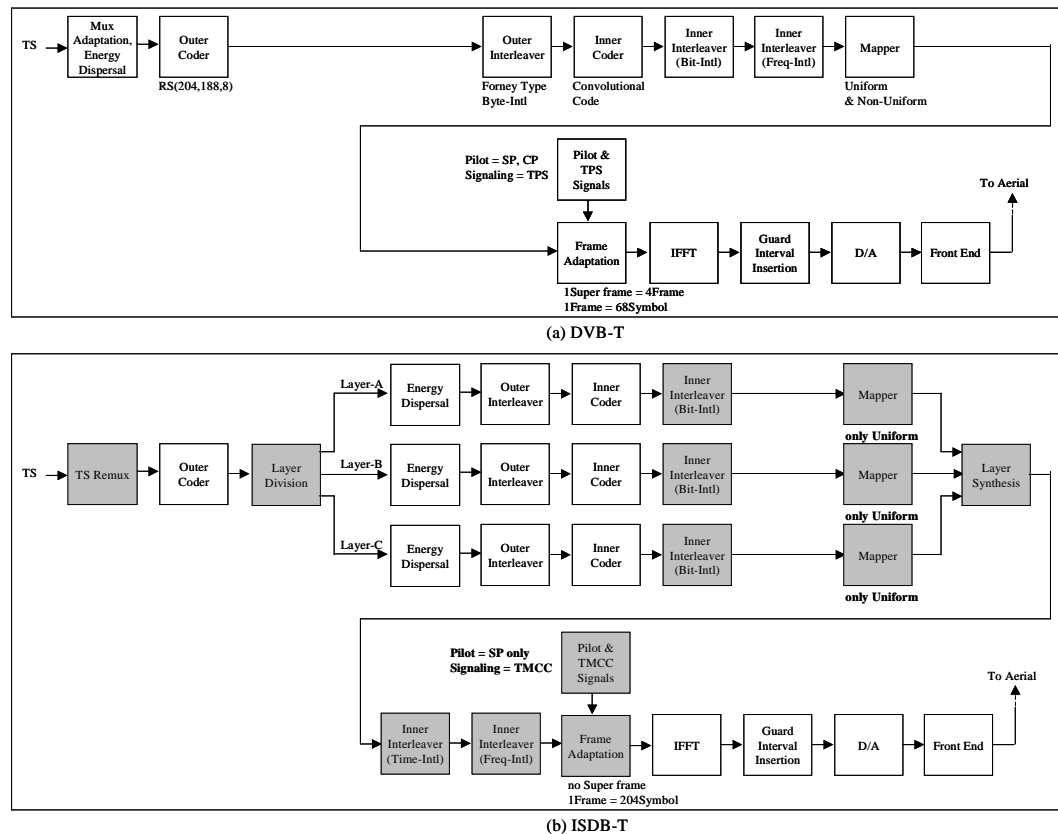 TS
Mux
Adaptation,
Energy
Dispersal
Outer
Coder
RS(204,188,8)
Outer
Interleaver
Forney Type
Byte-Intl
Inner
Coder
Convolutional
Code
Inner
Interleaver
(Bit-Intl)
Inner
Interleaver
(Freq-Intl)
Mapper
Uniform
& Non-Uniform
Pilot = SP, CP
Signaling = TPS
Pilot &
TPS
Signals
To Aerial
Frame
Adaptation
1Super frame = 4Frame
1Frame = 68Symbol
IFFT
Guard
Interval
Insertion
D/A
Front End
(a) DVB-T
TS
TS Remux
Outer
Coder
Layer
Division
Layer-A
Energy
Dispersal
Outer
Interleaver
Inner
Coder
Inner
Interleaver
(Bit-Intl)
Mapper
only Uniform
Layer-B
Energy
Dispersal
Outer
Interleaver
Inner
Coder
Inner
Interleaver
(Bit-Intl)
Mapper
only Uniform
Layer-C
Energy
Dispersal
Outer
Interleaver
Inner
Coder
Inner
Interleaver
(Bit-Intl)
Mapper
only Uniform
Layer
Synthesis
Pilot = SP only
Signaling = TMCC
Pilot &
TMCC
Signals
To Aerial
Inner
Interleaver
(Time-Intl)
Inner
Interleaver
(Freq-Intl)
Frame
Adaptation
no Super frame
1Frame = 204Symbol
IFFT
Guard
Interval
Insertion
D/A
Front End
(b) ISDB-T